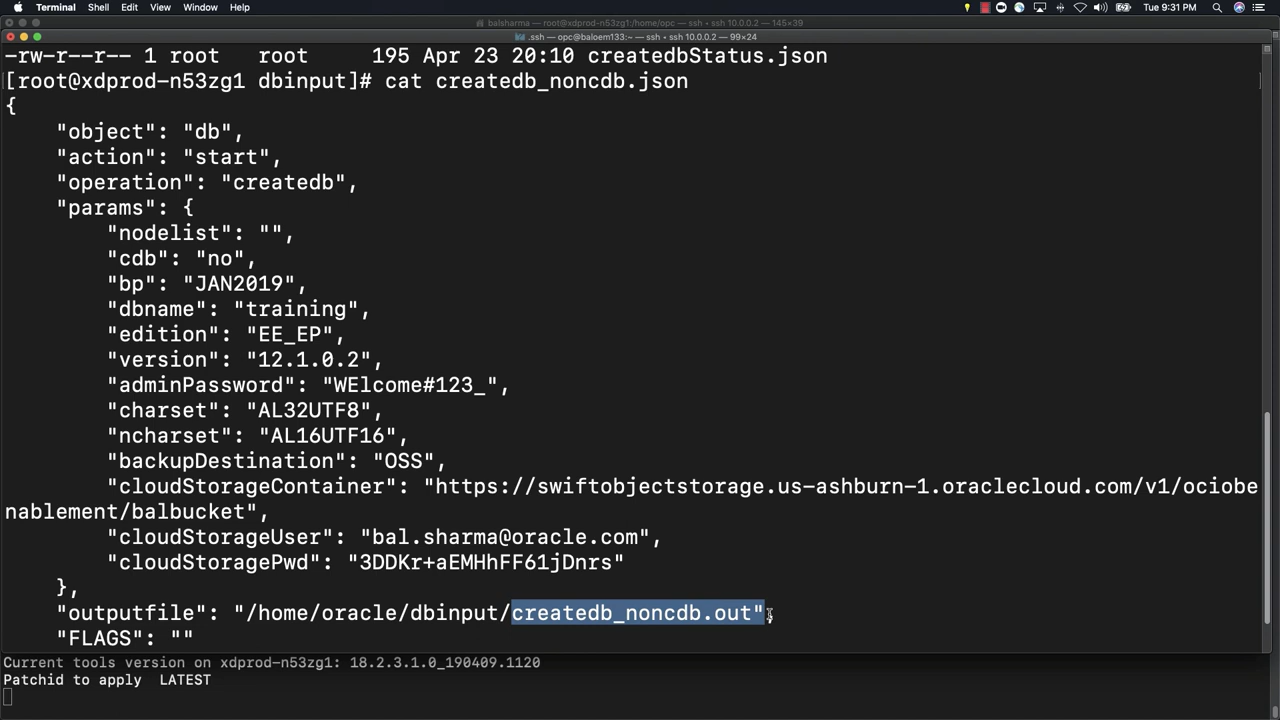 Terminal Shell Edit View Window Help Tue 9:31 PM
balsharma — root@xdprod-n53zg1:/home/opc — ssh • ssh 10.0.0.2 — 145×39
.ssh — opc@baloem133:~ — ssh • ssh 10.0.0.2 — 99×24
-rw-r--r-- 1 root root 195 Apr 23 20:10 createdbStatus.json
[root@xdprod-n53zg1 dbinput]# cat createdb_noncdb.json
{
"object": "db",
"action": "start",
"operation": "createdb",
"params": {
"nodelist": "",
"cdb": "no",
"bp": "JAN2019",
"dbname": "training",
"edition": "EE_EP",
"version": "12.1.0.2",
"adminPassword": "WElcome#123_",
"charset": "AL32UTF8",
"ncharset": "AL16UTF16",
"backupDestination": "OSS",
"cloudStorageContainer": "https://swiftobjectstorage.us-ashburn-1.oraclecloud.com/v1/ociobe
nablement/balbucket",
"cloudStorageUser": "bal.sharma@oracle.com",
"cloudStoragePwd": "3DDKr+aEMHhFF61jDnrs"
},
"outputfile": "/home/oracle/dbinput/createdb_noncdb.out",
"FLAGS": ""
Current tools version on xdprod-n53zg1: 18.2.3.1.0_190409.1120
Patchid to apply LATEST